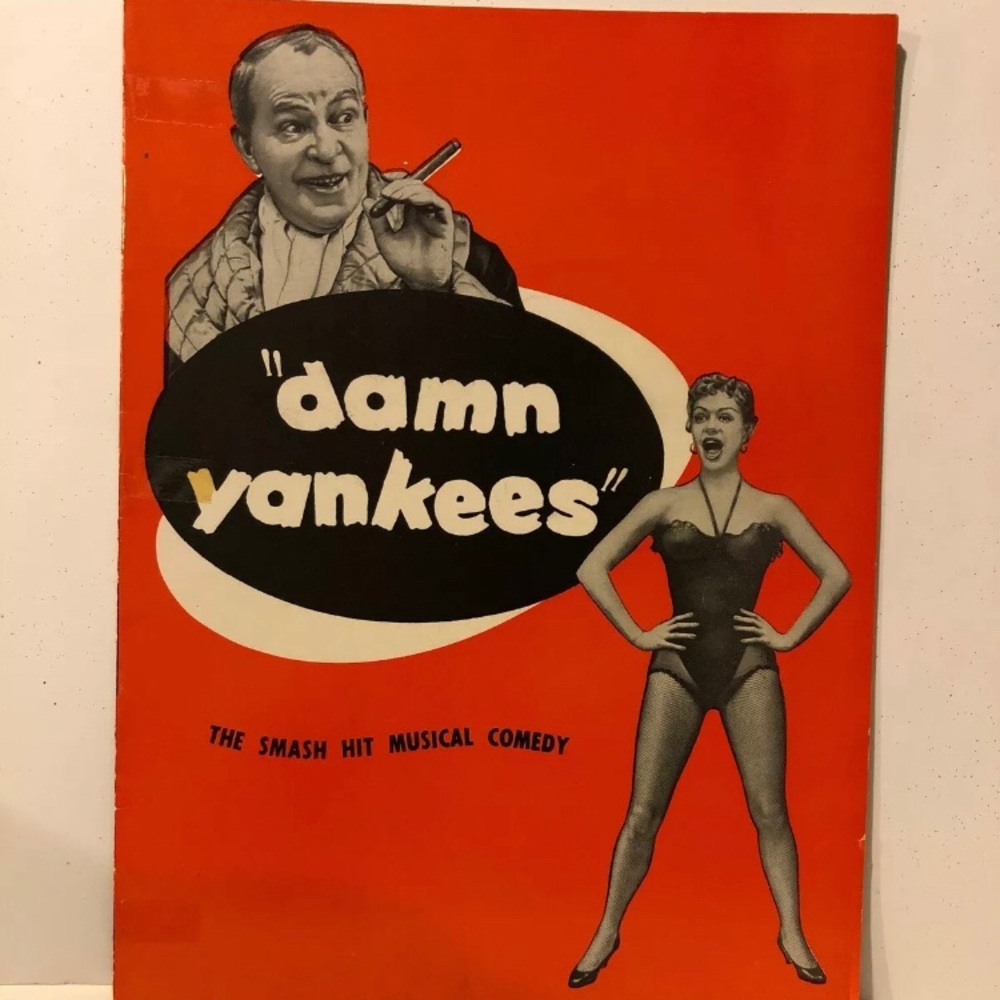 "damn
yankees"
THE SMASH HIT MUSICAL COMEDY